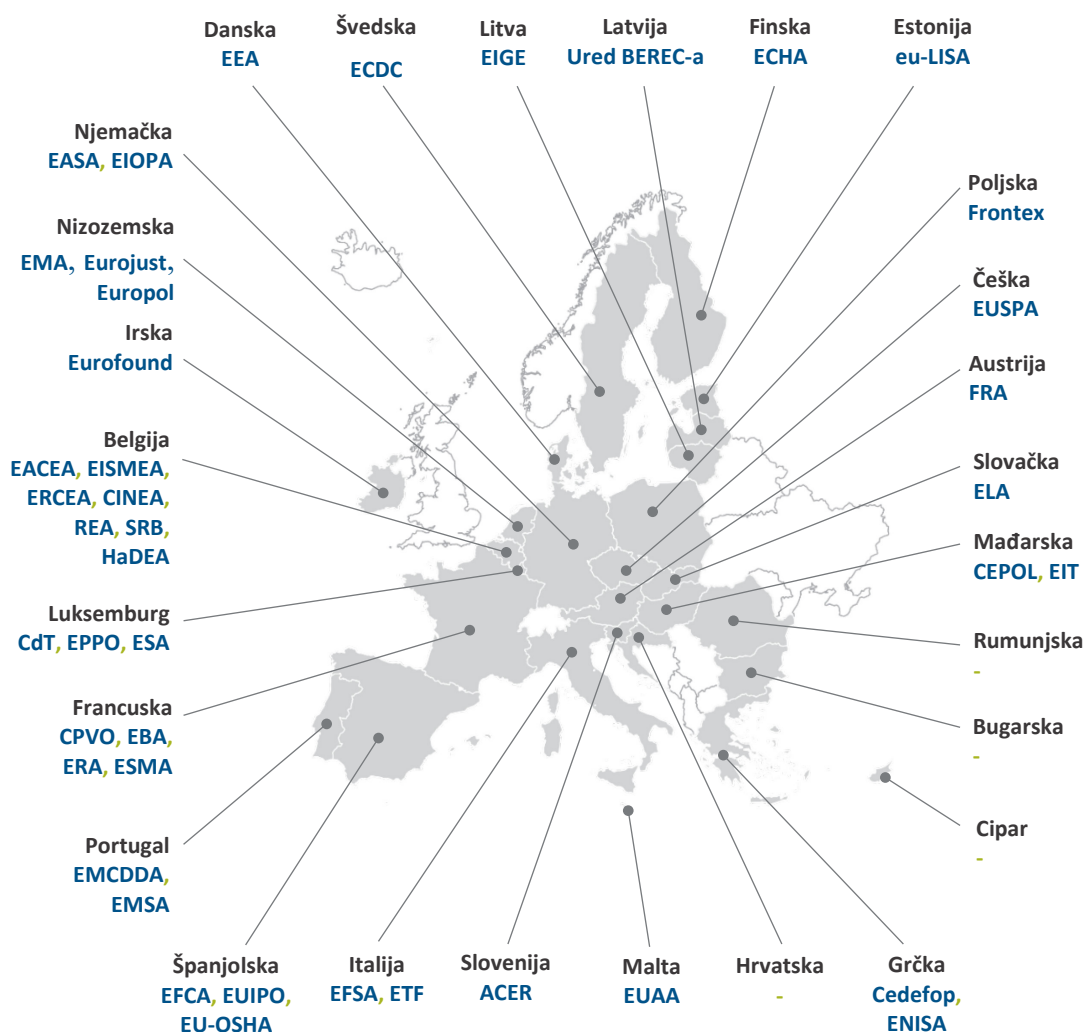 Danska
EEA
Švedska
ECDC
Litva
EIGE
Latvija
Ured BEREC-a
Finska
ECHA
Estonija
eu-LISA
Njemačka
EASA, EIOPA
Nizozemska
EMA, Eurojust,
Europol
Irska
Eurofound
Belgija
EACEA, EISMEA,
ERCEA, CINEA,
REA, SRB,
HaDEA
Luksemburg
CdT, EPPO, ESA
Francuska
CPVO, EBA,
ERA, ESMA
Portugal
EMCDDA,
EMSA
Poljska
Frontex
Češka
EUSPA
Austrija
FRA
Slovačka
ELA
Mađarska
CEPOL, EIT
Rumunjska
-
Bugarska
-
Cipar
-
Španjolska
EFCA, EUIPO,
EU-OSHA
Italija
EFSA, ETF
Slovenija
ACER
Malta
EUAA
Hrvatska
-
Grčka
Cedefop,
ENISA